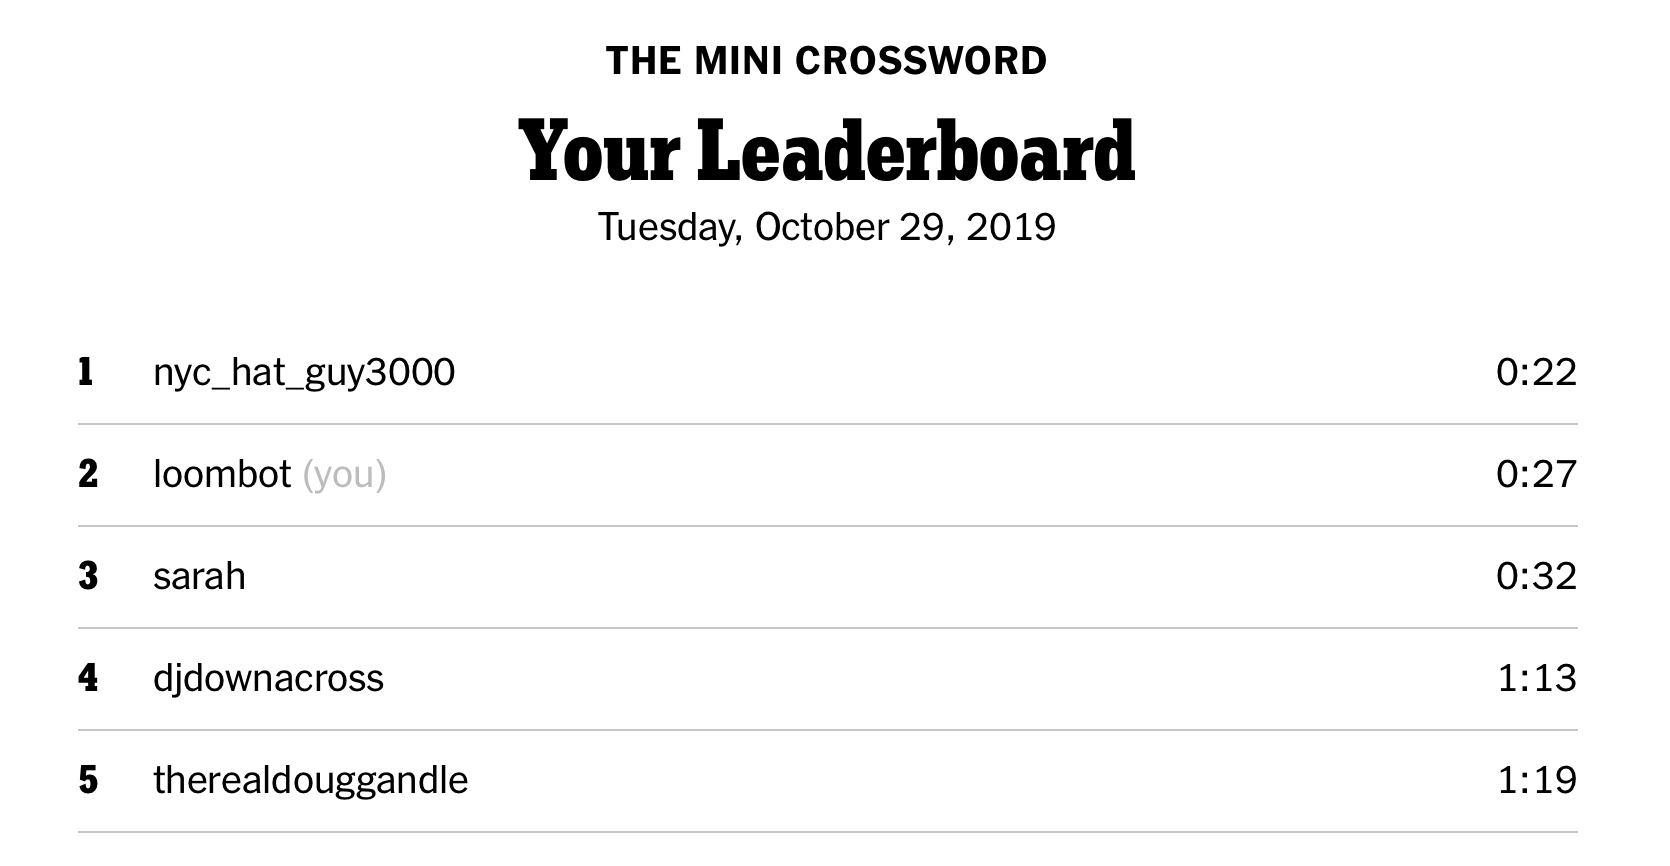 THE MINI CROSSWORD
Your Leaderboard
Tuesday, October 29, 2019
1 nyc_hat_guy3000 0:22
2 loombot (you) 0:27
3 sarah 0:32
4 djdownacross 1:13
5 therealdouggandle 1:19